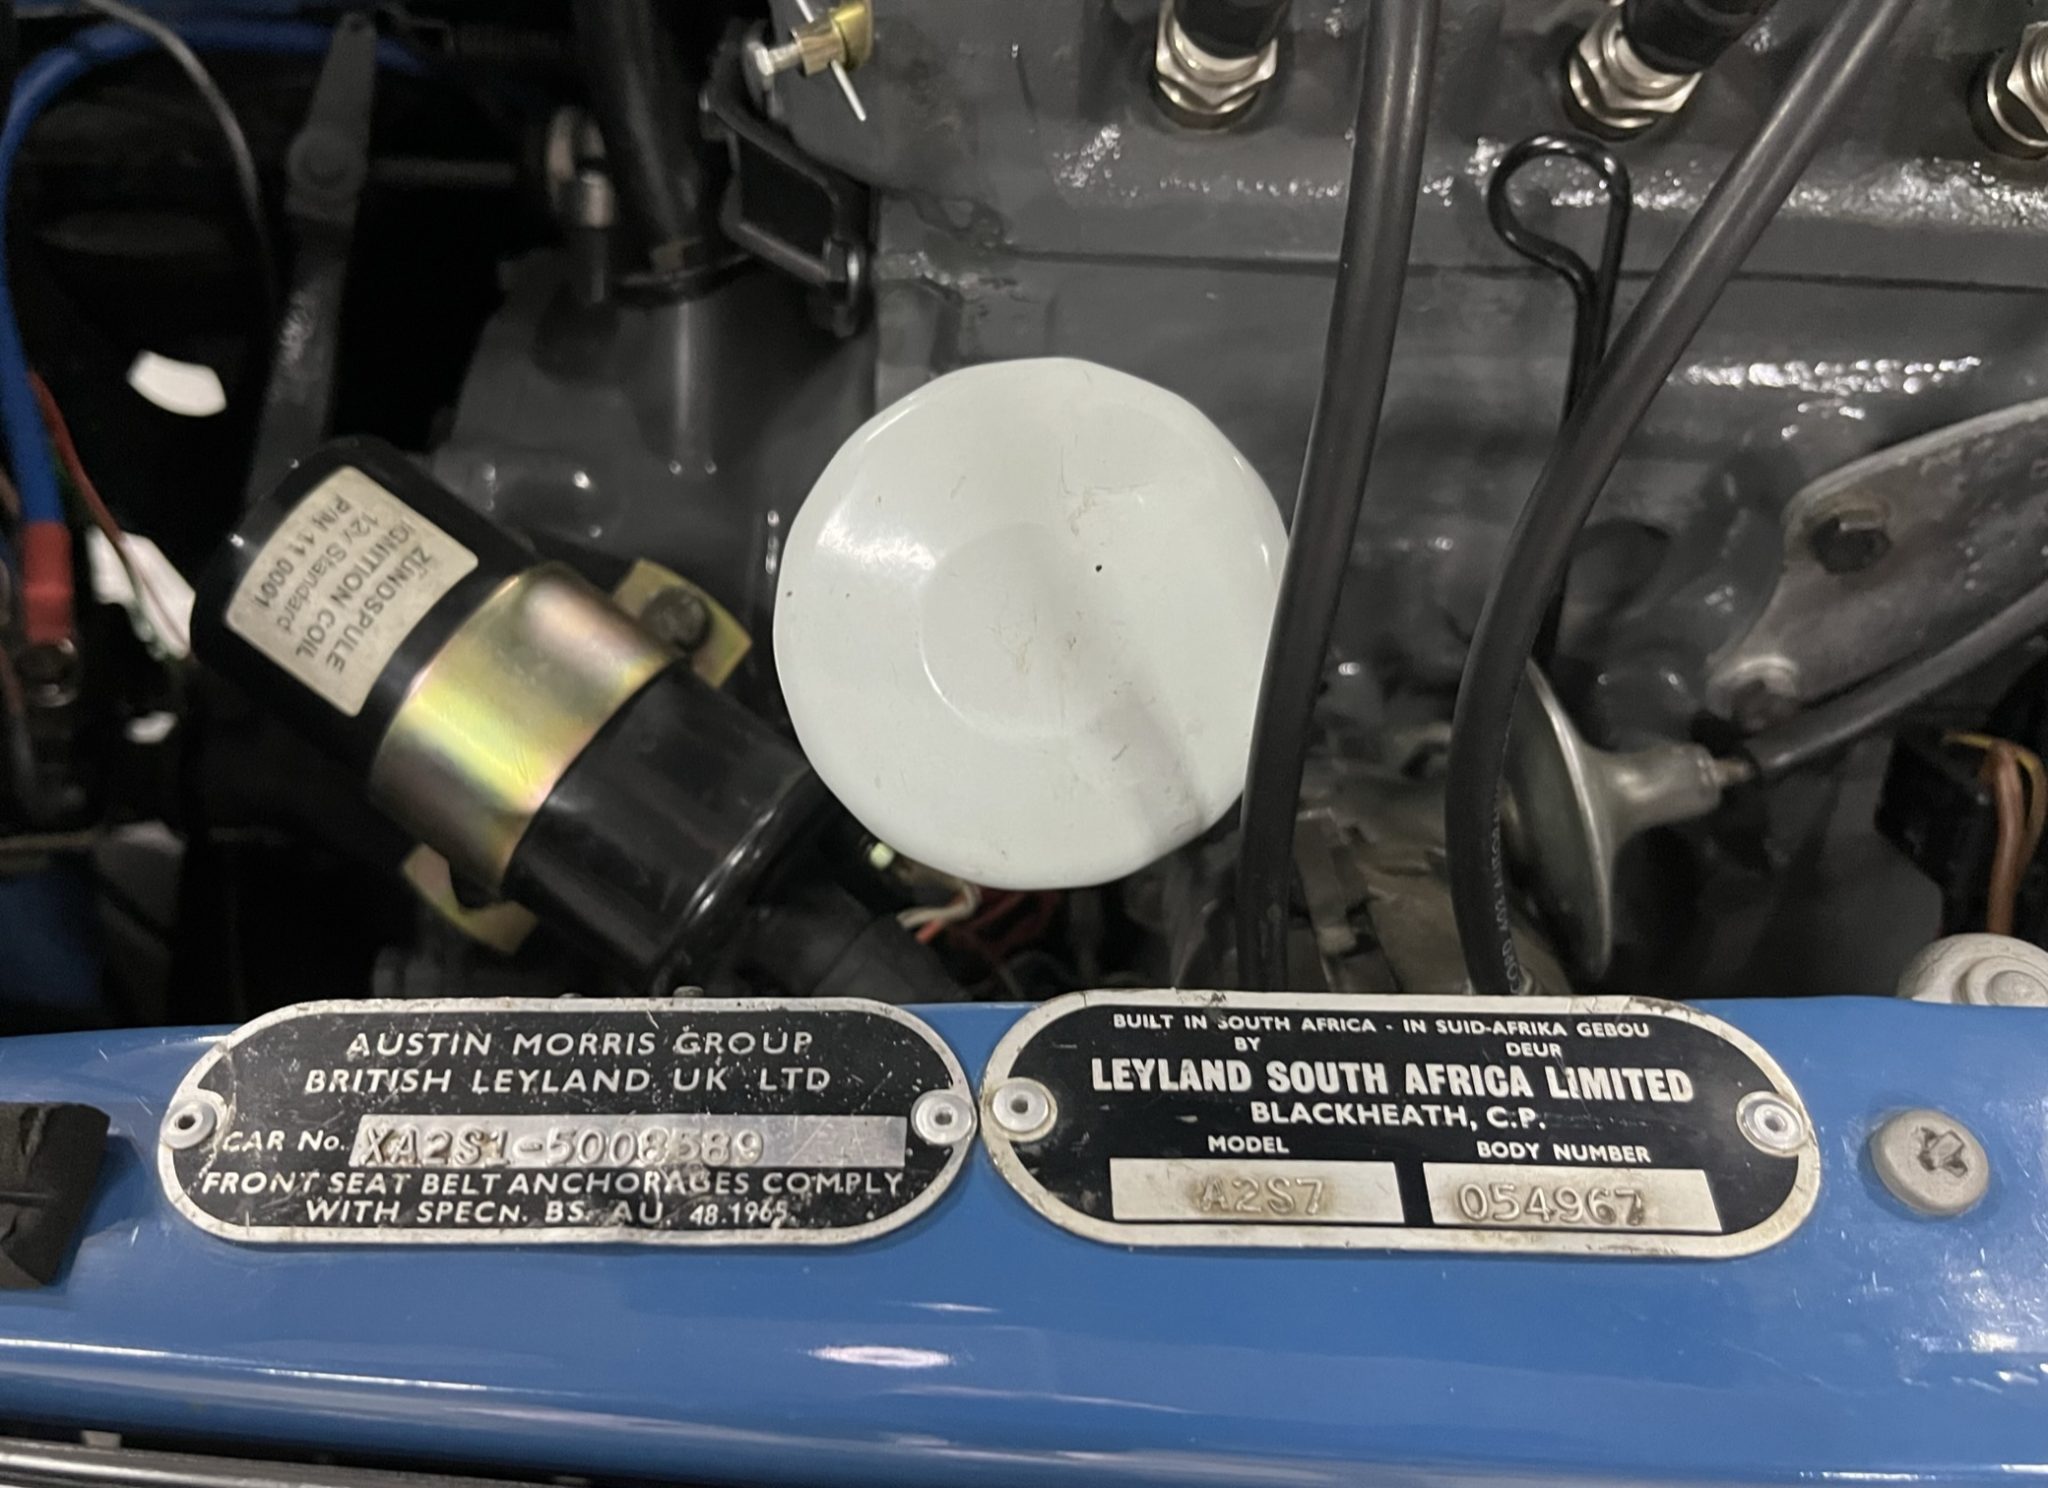 ZÜNDSPULE
IGNITION COIL
12v Standard
P/N 11 0001
AUSTIN MORRIS GROUP
BRITISH LEYLAND UK LTD
CAR No. XA2S1-5008589
FRONT SEAT BELT ANCHORAGES COMPLY
WITH SPECN. BS. AU. 48.1965.
BUILT IN SOUTH AFRICA - IN SUID-AFRIKA GEBOU
BY DEUR
LEYLAND SOUTH AFRICA LIMITED
BLACKHEATH, C.P.
MODEL BODY NUMBER
A2S7 054967